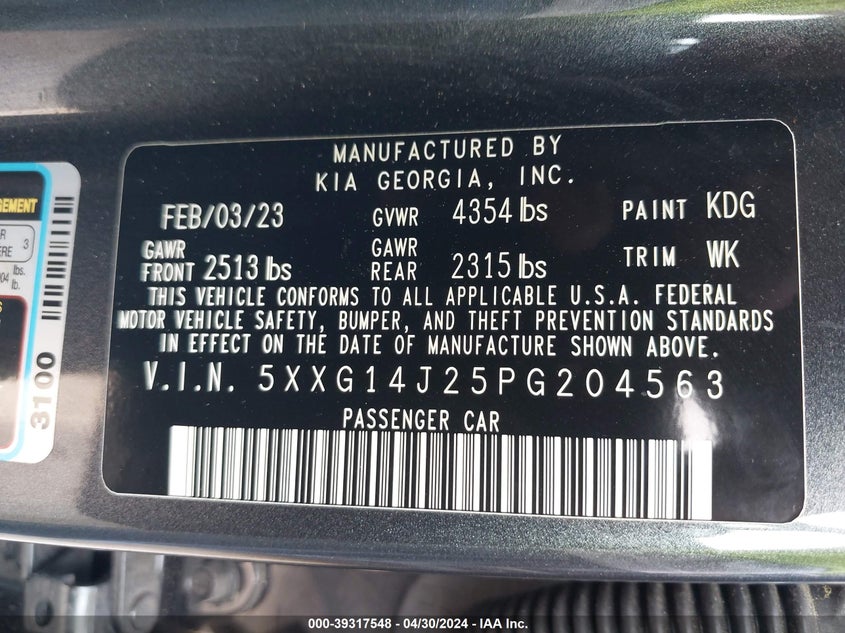 MANUFACTURED BY
KIA GEORGIA, INC.
FEB/03/23 GVWR 4354 lbs PAINT KDG
GAWR FRONT 2513 lbs GAWR REAR 2315 lbs TRIM WK
THIS VEHICLE CONFORMS TO ALL APPLICABLE U.S.A. FEDERAL
MOTOR VEHICLE SAFETY, BUMPER, AND THEFT PREVENTION STANDARDS
IN EFFECT ON THE DATE OF MANUFACTURE SHOWN ABOVE.
V.I.N. 5XXG14J25PG204563
PASSENGER CAR
3
lbs.
3100
000-39317548 - 04/30/2024 - IAA Inc.